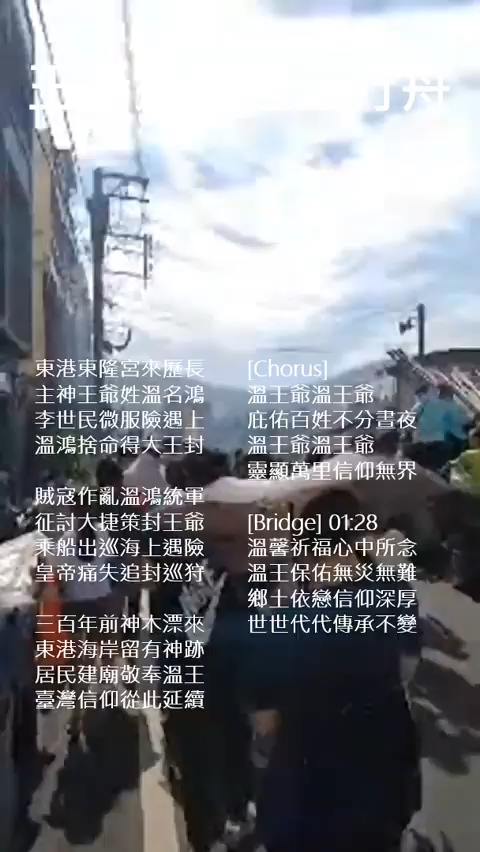 東港東隆宮來歷長
主神王爺姓溫名鴻
李世民微服險遇上
溫鴻捨命得大王封
賊寇作亂溫鴻統軍
征討大捷策封王爺
乘船出巡海上遇險
皇帝痛失追封巡狩
三百年前神木漂來
東港海岸留有神跡
居民建廟敬奉溫王
臺灣信仰從此延續
[Chorus]
溫王爺溫王爺
庇佑百姓不分晝夜
溫王爺溫王爺
靈顯萬里信仰無界
[Bridge] 01:28
溫馨祈福心中所念
溫王保佑無災無難
鄉土依戀信仰深厚
世世代代傳承不變